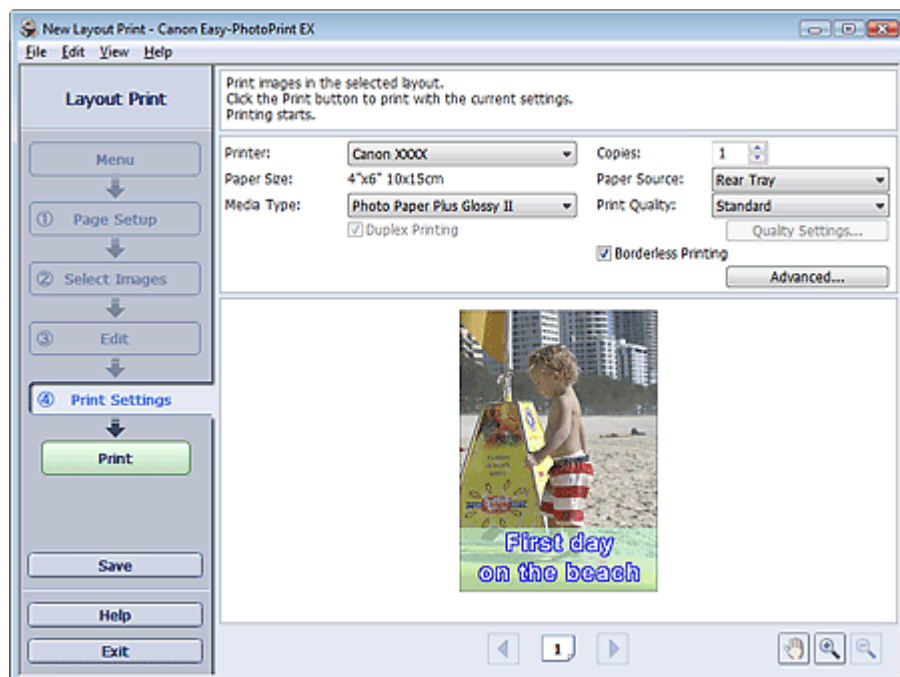 New Layout Print - Canon Easy-PhotoPrint EX
File Edit View Help
Layout Print
Menu
① Page Setup
② Select Images
③ Edit
④ Print Settings
Print
Save
Help
Exit
Print images in the selected layout.
Click the Print button to print with the current settings.
Printing starts.
Printer: Canon XXXX Copies: 1
Paper Size: 4"x6" 10x15cm Paper Source: Rear Tray
Media Type: Photo Paper Plus Glossy II Print Quality: Standard
Duplex Printing Quality Settings...
Borderless Printing
Advanced...
First day
on the beach
1